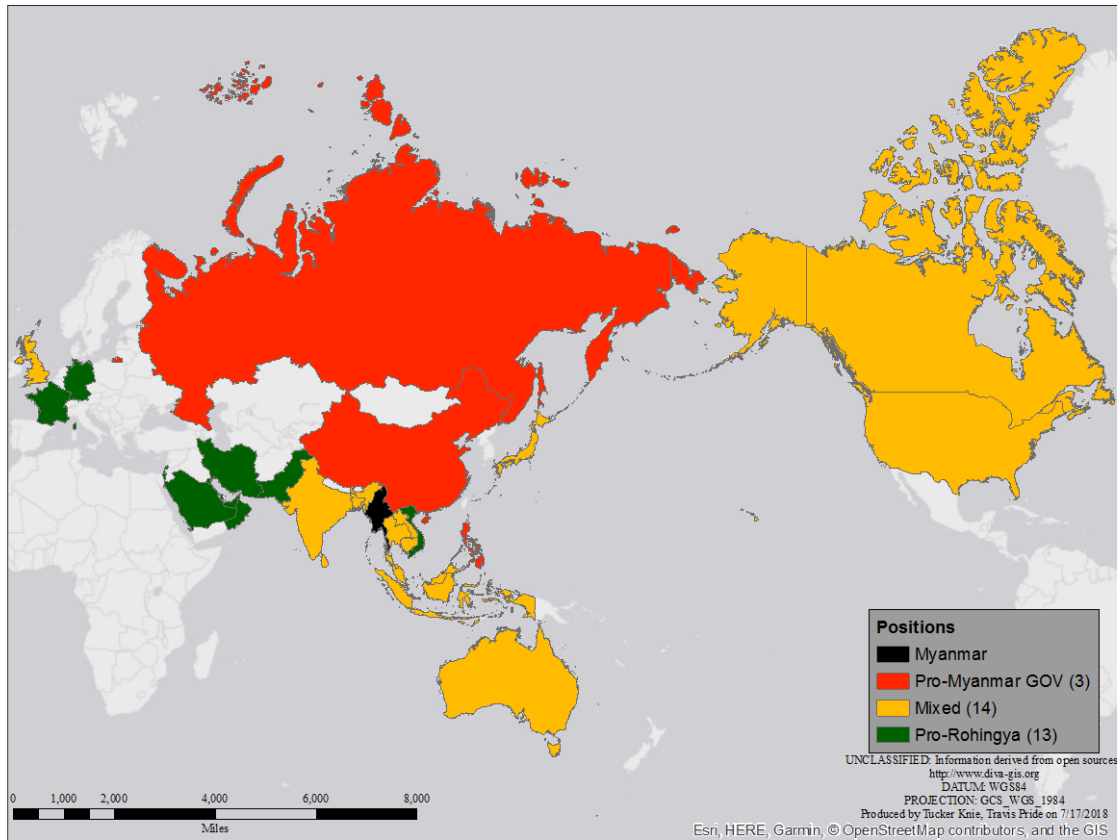 Positions
Myanmar
Pro-Myanmar GOV (3)
Mixed (14)
Pro-Rohingya (13)
UNCLASSIFIED: Information derived from open sources
http://www.diva-gis.org
DATUM: WGS84
PROJECTION: GCS_WGS_1984
Produced by Tucker Knie, Travis Pride on 7/17/2018
0 1,000 2,000 4,000 6,000 8,000
Miles
Esri, HERE, Garmin, © OpenStreetMap contributors, and the GIS